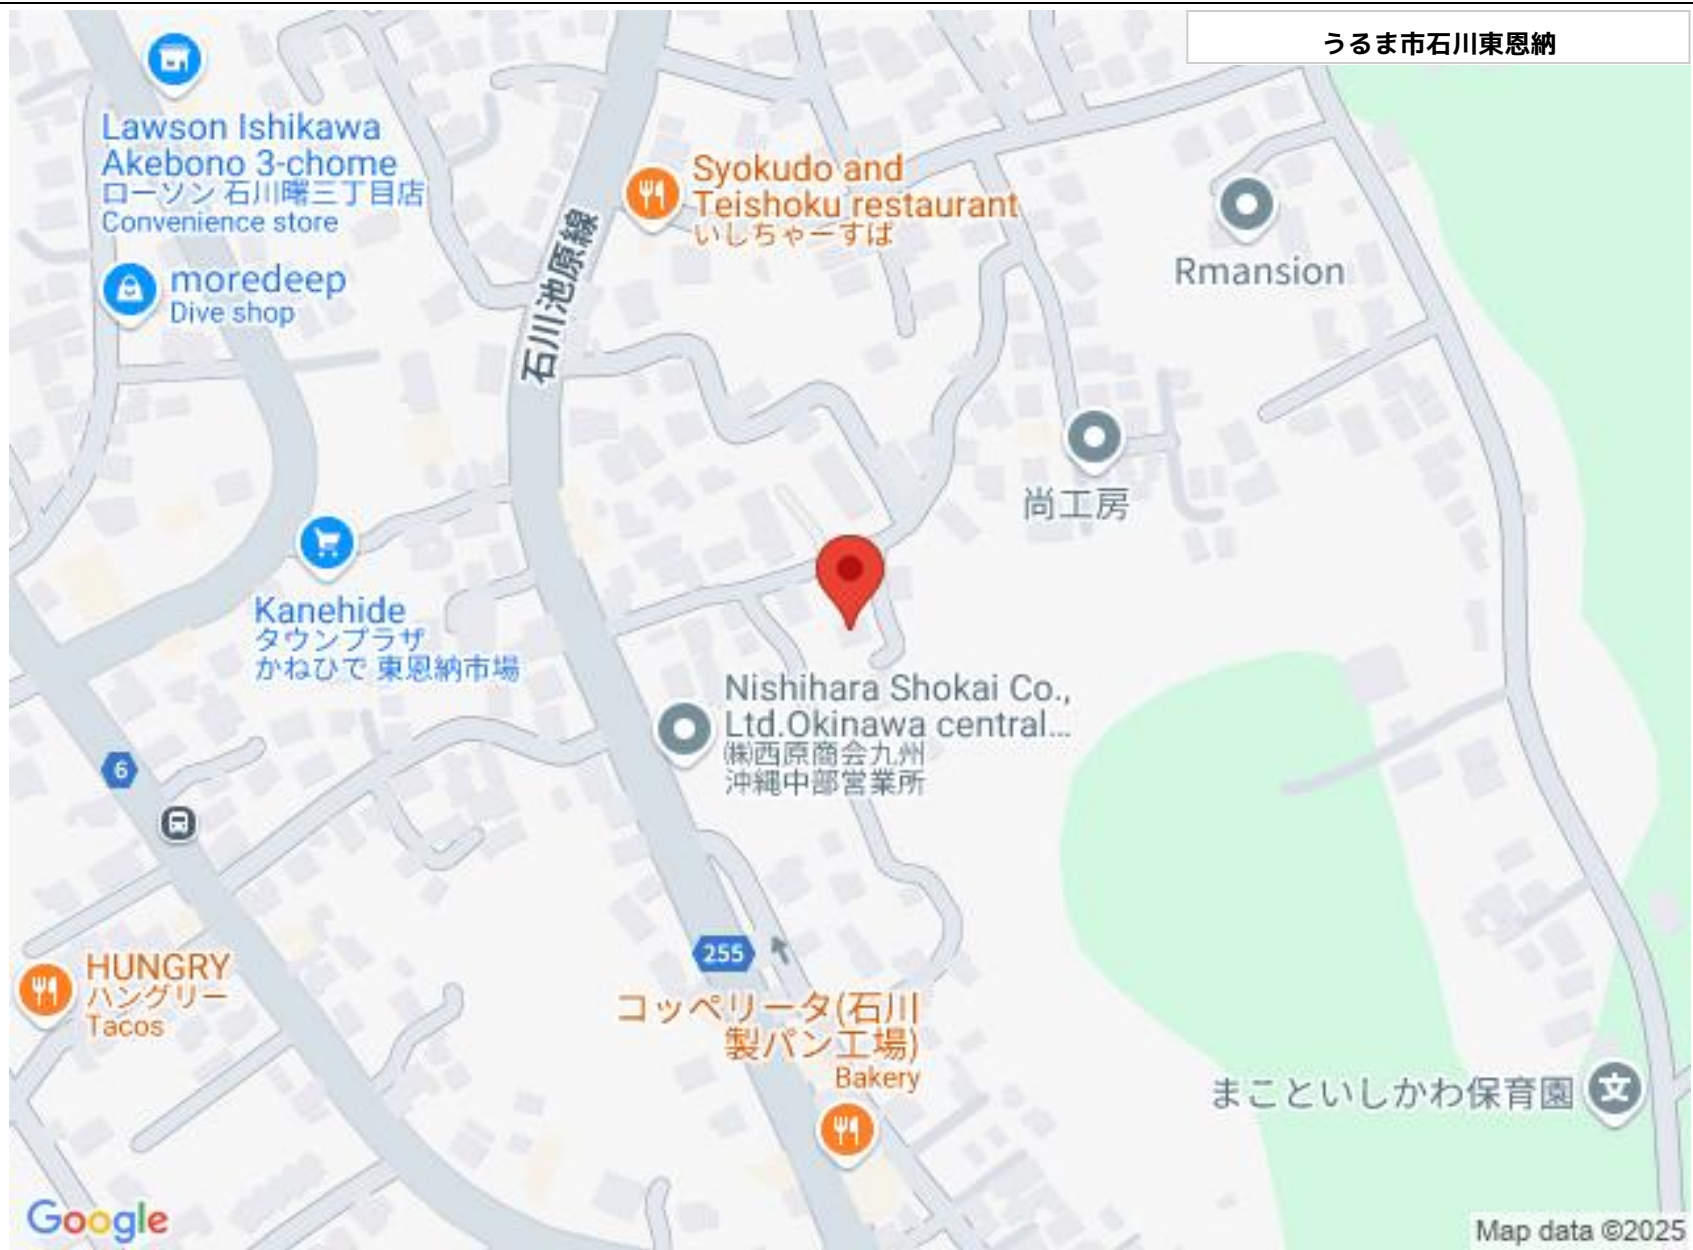 うるま市石川東恩納
Lawson Ishikawa
Akebono 3-chome
ローソン 石川曙三丁目店
Convenience store
Syokudo and
Teishoku restaurant
いしちゃーすば
moredeep
Dive shop
石川池原線
Rmansion
尚工房
Kanehide
タウンプラザ
かねひで 東恩納市場
Nishihara Shokai Co.,
Ltd.Okinawa central...
㈱西原商会九州
沖縄中部営業所
6
255
HUNGRY
ハングリー
Tacos
コッペリータ(石川
製パン工場)
Bakery
まこといしかわ保育園
文
Google
Map data ©2025